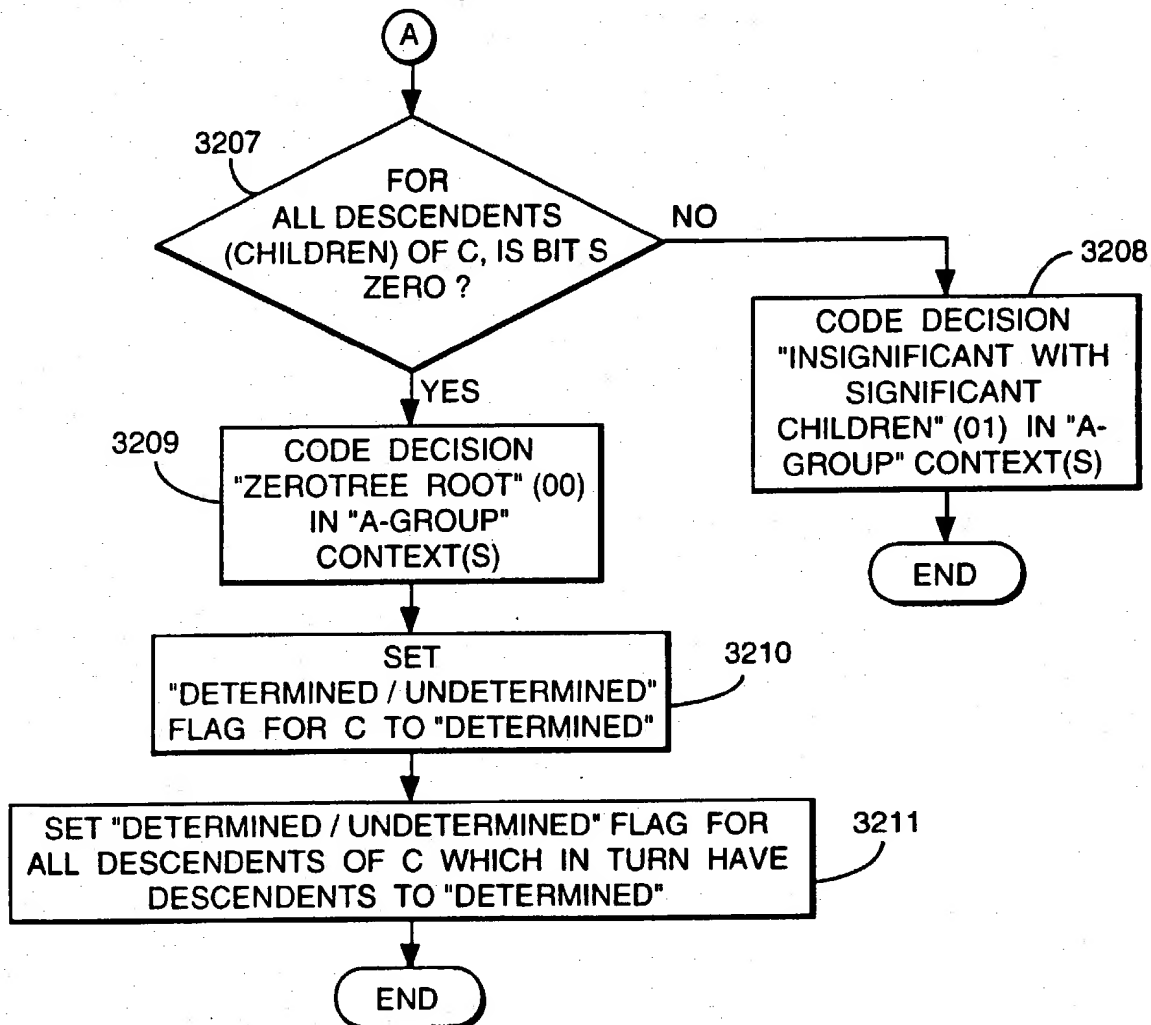 A
3207
FOR
ALL DESCENDENTS
(CHILDREN) OF C, IS BIT S
ZERO ?
NO
3208
CODE DECISION
"INSIGNIFICANT WITH
SIGNIFICANT
CHILDREN" (01) IN "A-
GROUP" CONTEXT(S)
END
YES
3209
CODE DECISION
"ZEROTREE ROOT" (00)
IN "A-GROUP"
CONTEXT(S)
SET
"DETERMINED / UNDETERMINED"
FLAG FOR C TO "DETERMINED"
3210
SET "DETERMINED / UNDETERMINED" FLAG FOR
ALL DESCENDENTS OF C WHICH IN TURN HAVE
DESCENDENTS TO "DETERMINED"
3211
END